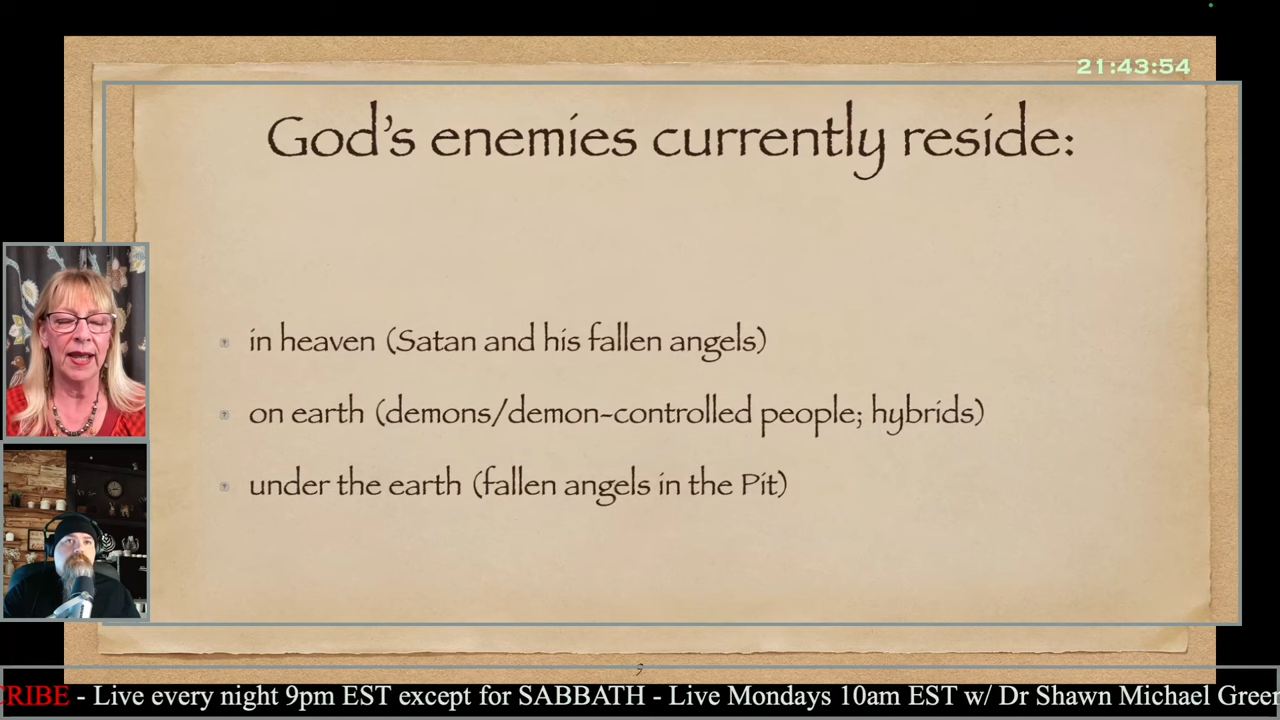 21:43:54
God's enemies currently reside:
in heaven (Satan and his fallen angels)
on earth (demons/demon-controlled people; hybrids)
under the earth (fallen angels in the Pit)
CRIBE - Live every night 9pm EST except for SABBATH - Live Mondays 10am EST w/ Dr Shawn Michael Green